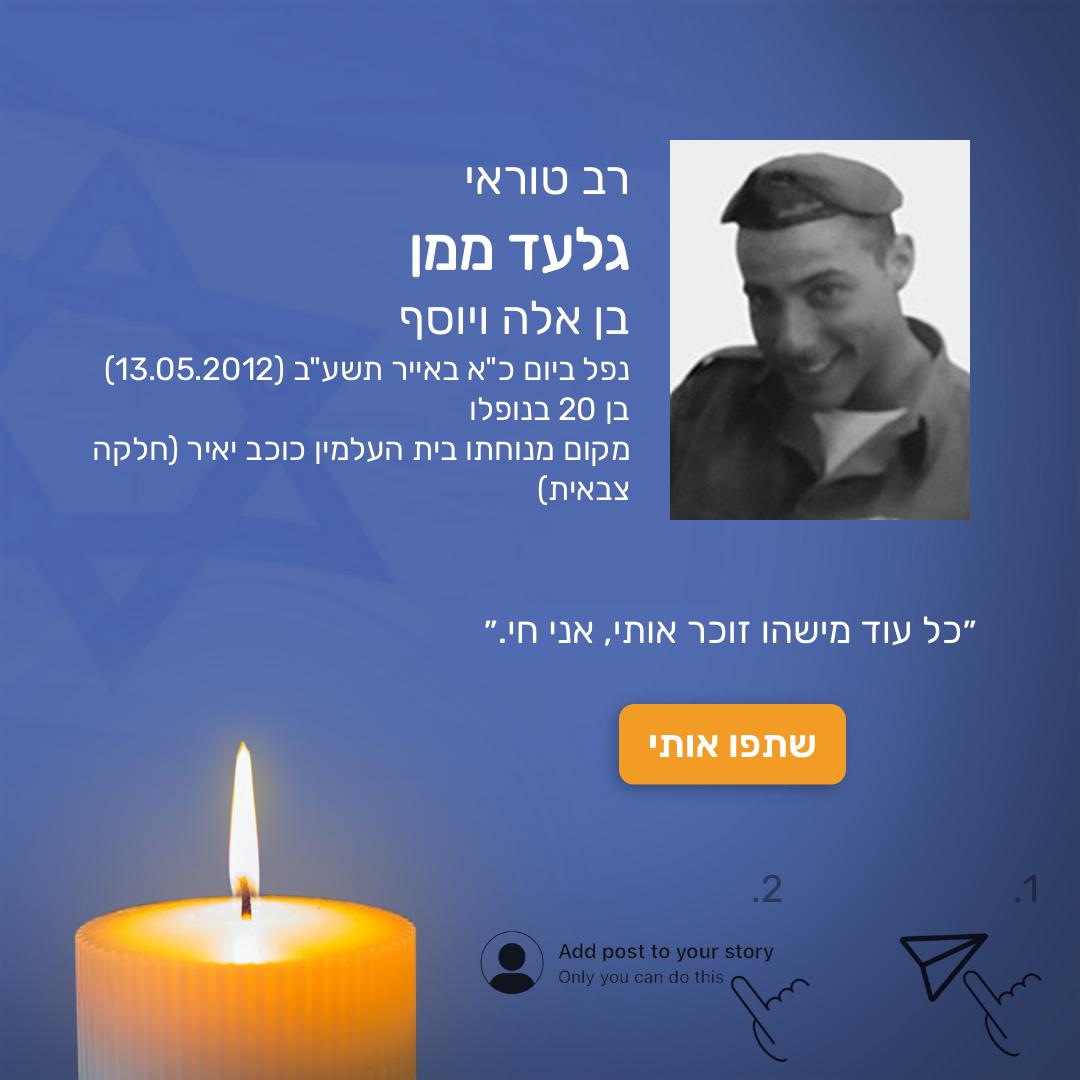 רב טוראי
גלעד ממן
בן אלה ויוסף
נפל ביום כ"א באייר תשע"ב (13.05.2012)
בן 20 בנופלו
מקום מנוחתו בית העלמין כוכב יאיר (חלקה
צבאית)
״כל עוד מישהו זוכר אותי, אני חי.״
שתפו אותי
1.
2.
Add post to your story
Only you can do this